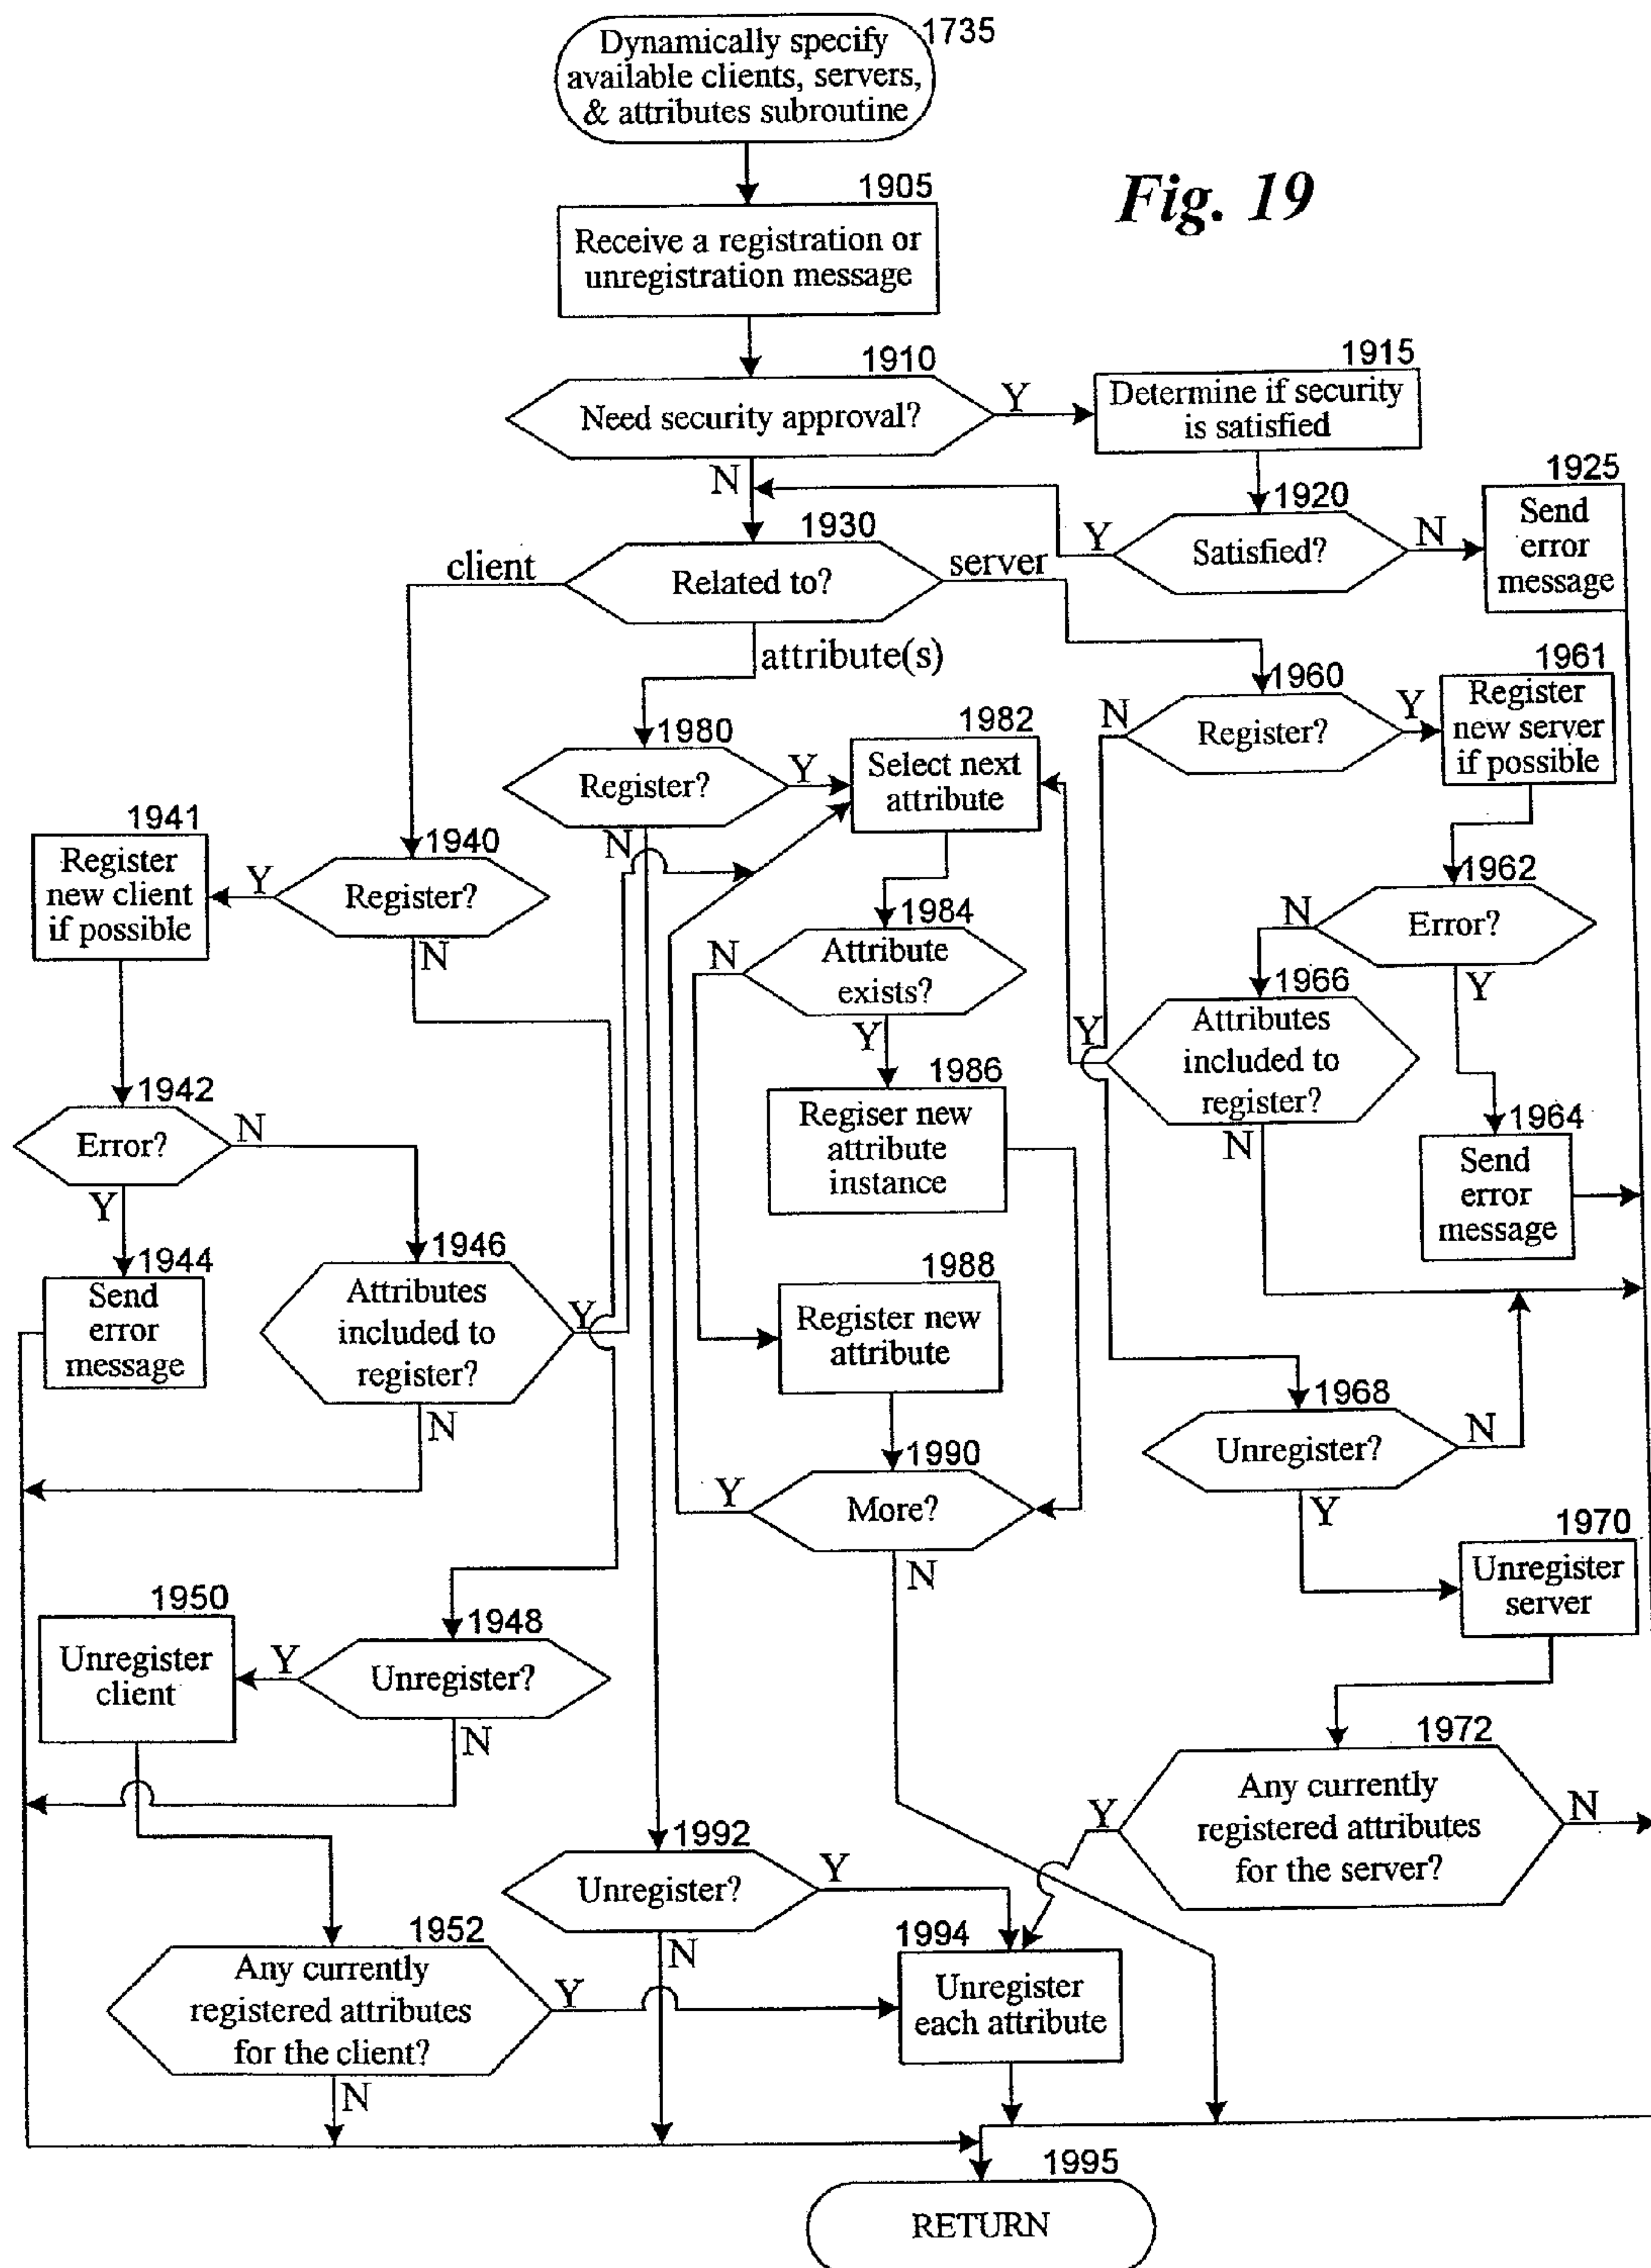 Dynamically specify
available clients, servers,
& attributes subroutine
1735
Fig. 19
1905
Receive a registration or
unregistration message
1910
Need security approval?
Y
N
1915
Determine if security
is satisfied
1920
Satisfied?
Y
N
1925
Send
error
message
1930
Related to?
client
server
attribute(s)
1960
Register?
N
Y
1961
Register
new server
if possible
1980
Register?
Y
N
1982
Select next
attribute
1941
Register
new client
if possible
1940
Register?
Y
N
1962
Error?
N
Y
1984
Attribute
exists?
N
Y
1966
Attributes
included to
register?
Y
N
1986
Regiser new
attribute
instance
1964
Send
error
message
1942
Error?
N
Y
1944
Send
error
message
1946
Attributes
included to
register?
Y
N
1988
Register new
attribute
1968
Unregister?
N
Y
1990
More?
Y
N
1970
Unregister
server
1950
Unregister
client
1948
Unregister?
Y
N
1972
Any currently
registered attributes
for the server?
Y
N
1992
Unregister?
Y
N
1952
Any currently
registered attributes
for the client?
Y
N
1994
Unregister
each attribute
1995
RETURN